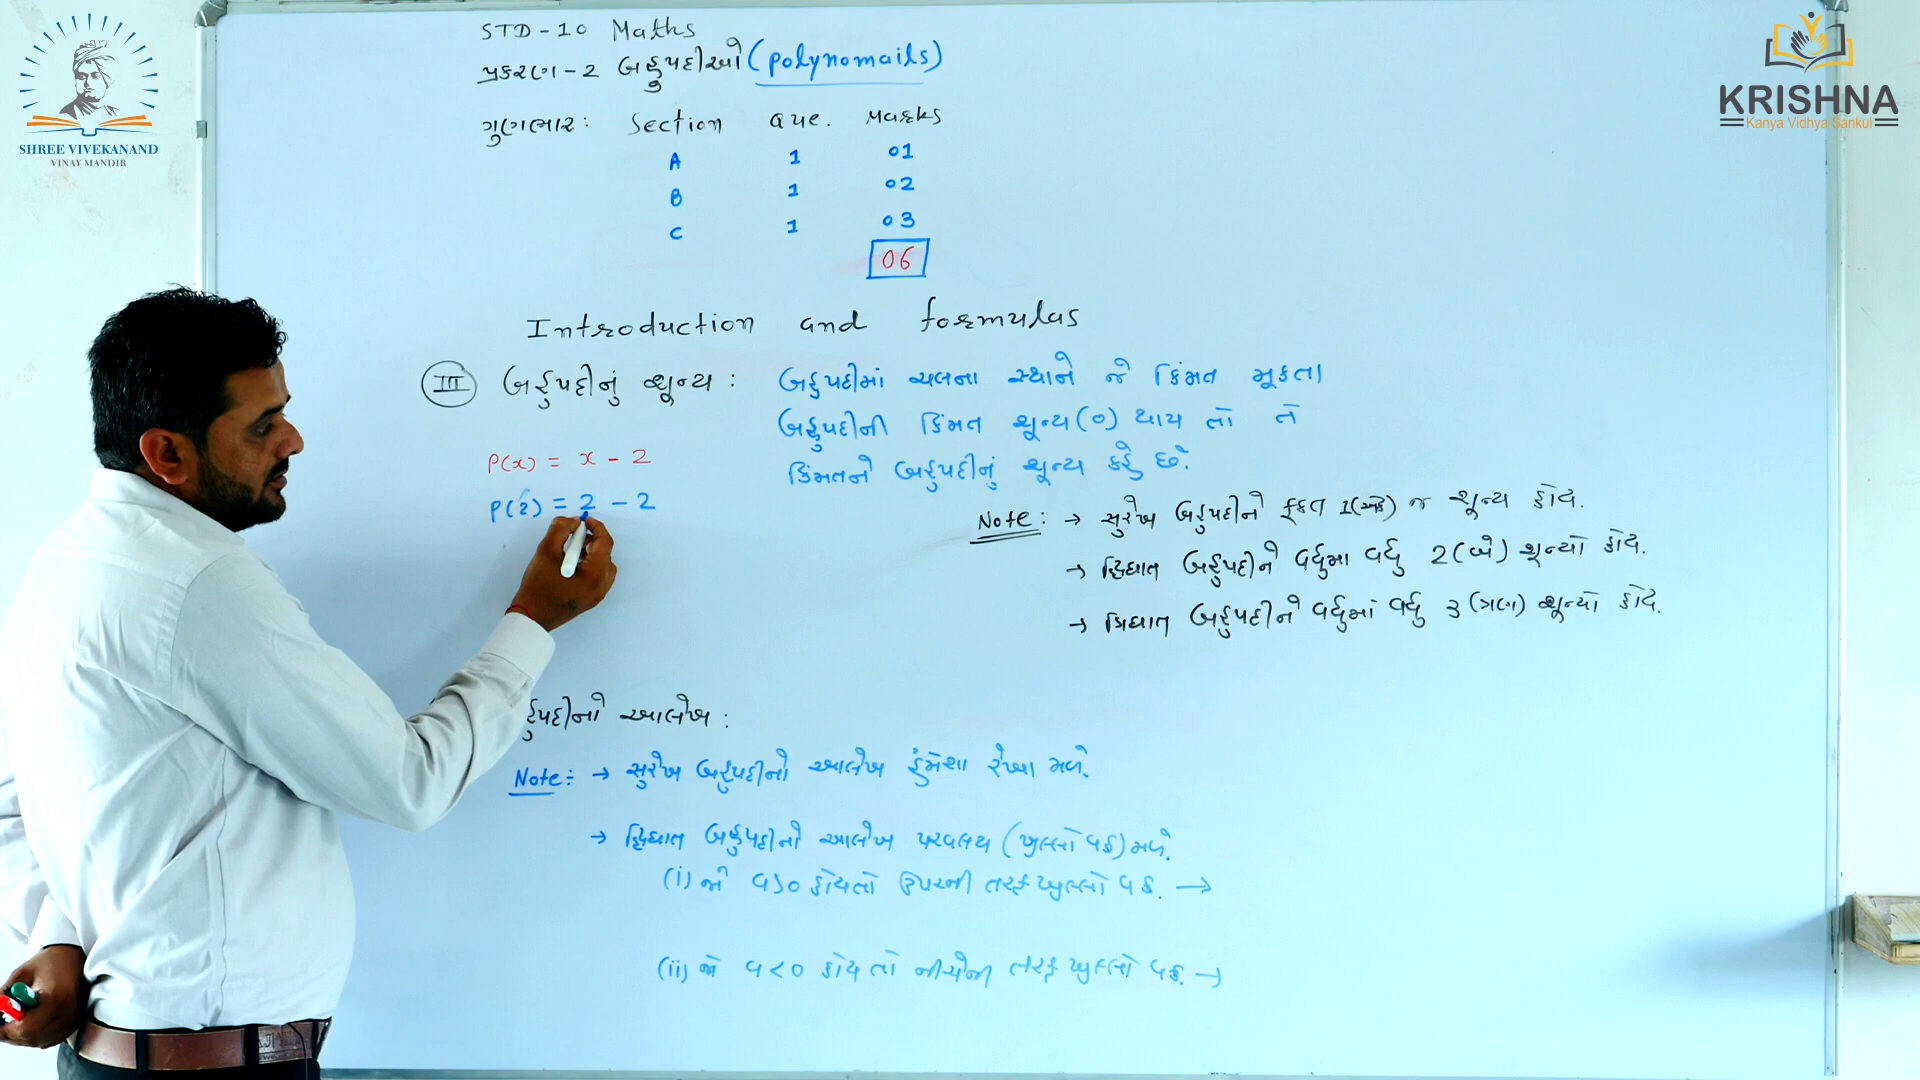 SHREE VIVEKANAND
VINAY MANDIR
KRISHNA
Kanya Vidhya Sankul
STD - 10 Maths
પ્રકરણ - 2 બહુપદીઓ (polynomails)
ગુણભાર : Section Que. Marks
A 1 01
B 1 02
C 1 03
06
Introduction and formulas
III બહુપદીનું શૂન્ય : બહુપદીમાં ચલના સ્થાને જે કિંમત મૂકતા
બહુપદીની કિંમત શૂન્ય (0) થાય તો તે
કિંમતને બહુપદીનું શૂન્ય કહે છે.
P(x) = x - 2
P(2) = 2 - 2
Note : → સુરેખ બહુપદીને ફક્ત 1(એક) જ શૂન્ય હોય.
→ દ્વિઘાત બહુપદીને વધુમા વધુ 2 (બે) શૂન્યો હોય.
→ ત્રિઘાત બહુપદીને વધુમાં વધુ 3 (ત્રણ) શૂન્યો હોય.
હુપદીનો આલેખ :
Note : → સુરેખ બહુપદીનો આલેખ હંમેશા રેખા મળે.
→ દ્વિઘાત બહુપદીનો આલેખ પરવલય (ખુલ્લો વક્ર) મળે.
(i) જો a>0 હોય તો ઉપરની તરફ ખુલ્લો વક્ર. →
(ii) જો a<0 હોય તો નીચેની તરફ ખુલ્લો વક્ર. →